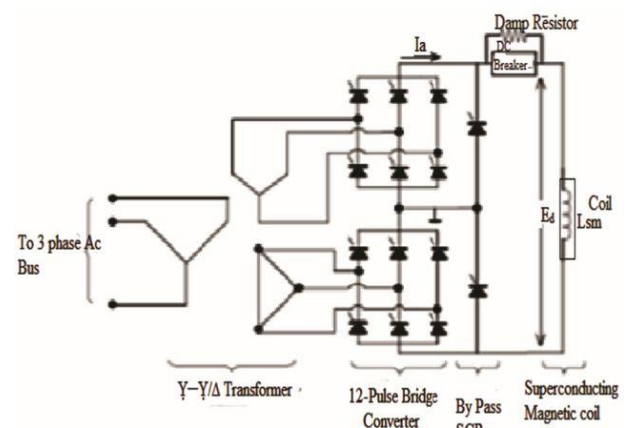 Damp Resistor
Ia
DC
Breaker
To 3 phase Ac
Bus
Ed
Coil
Lsm
Y-Y/Δ Transformer
12-Pulse Bridge
Converter
By Pass
Superconducting
Magnetic coil